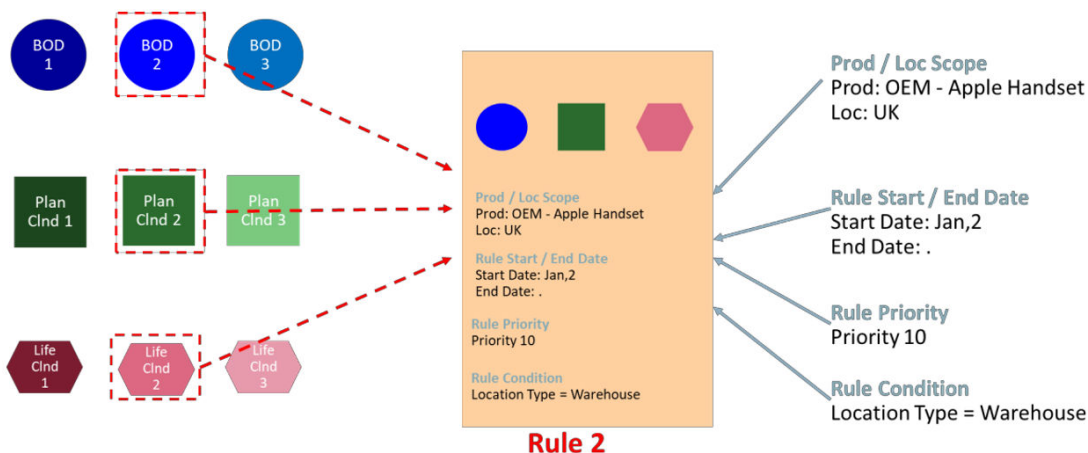 BOD
1
BOD
2
BOD
3
Plan
Clnd 1
Plan
Clnd 2
Plan
Clnd 3
Life
Clnd
1
Life
Clnd
2
Life
Clnd
3
Prod / Loc Scope
Prod: OEM - Apple Handset
Loc: UK
Rule Start / End Date
Start Date: Jan,2
End Date: .
Rule Priority
Priority 10
Rule Condition
Location Type = Warehouse
Rule 2
Prod / Loc Scope
Prod: OEM - Apple Handset
Loc: UK
Rule Start / End Date
Start Date: Jan,2
End Date: .
Rule Priority
Priority 10
Rule Condition
Location Type = Warehouse